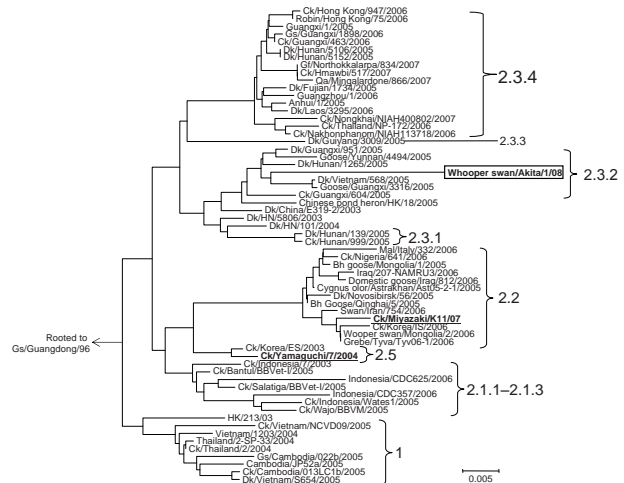 Ck/Hong Kong/947/2006
Robin/Hong Kong/75/2006
Guangxi/1/2005
Gs/Guangxi/1898/2006
Ck/Guangxi/463/2006
Dk/Hunan/5106/2005
Dk/Hunan/5152/2005
Gf/Northokkalarpa/834/2007
Ck/Hmawbi/517/2007
Qa/Mingalardone/866/2007
Dk/Fujian/1734/2005
Guangzhou/1/2006
Anhui/1/2005
Dk/Laos/3295/2006
Ck/Nongkhai/NIAH400802/2007
Ck/Thailand/NP-172/2006
Ck/Nakhonphanom/NIAH113718/2006
2.3.4
Dk/Guiyang/3009/2005
2.3.3
Dk/Guangxi/951/2005
Goose/Yunnan/4494/2005
Dk/Hunan/1265/2005
Whooper swan/Akita/1/08
Dk/Vietnam/568/2005
Goose/Guangxi/3316/2005
Ck/Guangxi/604/2005
Chinese pond heron/HK/18/2005
2.3.2
Dk/China/E319-2/2003
Dk/HN/5806/2003
Dk/HN/101/2004
Dk/Hunan/139/2005
Ck/Hunan/999/2005
2.3.1
Mal/Italy/332/2006
Ck/Nigeria/641/2006
Bh goose/Mongolia/1/2005
Iraq/207-NAMRU3/2006
Domestic goose/Iraq/812/2006
Cygnus olor/Astrakhan/Ast05-2-1/2005
Dk/Novosibirsk/56/2005
Bh Goose/Qinghai/5/2005
Swan/Iran/754/2006
Ck/Miyazaki/K11/07
Ck/Korea/IS/2006
Wooper swan/Mongolia/2/2006
Grebe/Tyva/Tyv06-1/2006
2.2
Rooted to
Gs/Guangdong/96
Ck/Korea/ES/2003
Ck/Yamaguchi/7/2004
2.5
Ck/Indonesia/7/2003
Ck/Bantul/BBVet-I/2005
Indonesia/CDC625/2006
Ck/Salatiga/BBVet-I/2005
Indonesia/CDC357/2006
Ck/Indonesia/Wates1/2005
Ck/Wajo/BBVM/2005
2.1.1–2.1.3
HK/213/03
Ck/Vietnam/NCVD09/2005
Vietnam/1203/2004
Thailand/2-SP-33/2004
Ck/Thailand/2/2004
Gs/Cambodia/022b/2005
Cambodia/JP52a/2005
Ck/Cambodia/013LC1b/2005
Dk/Vietnam/S654/2005
1
0.005